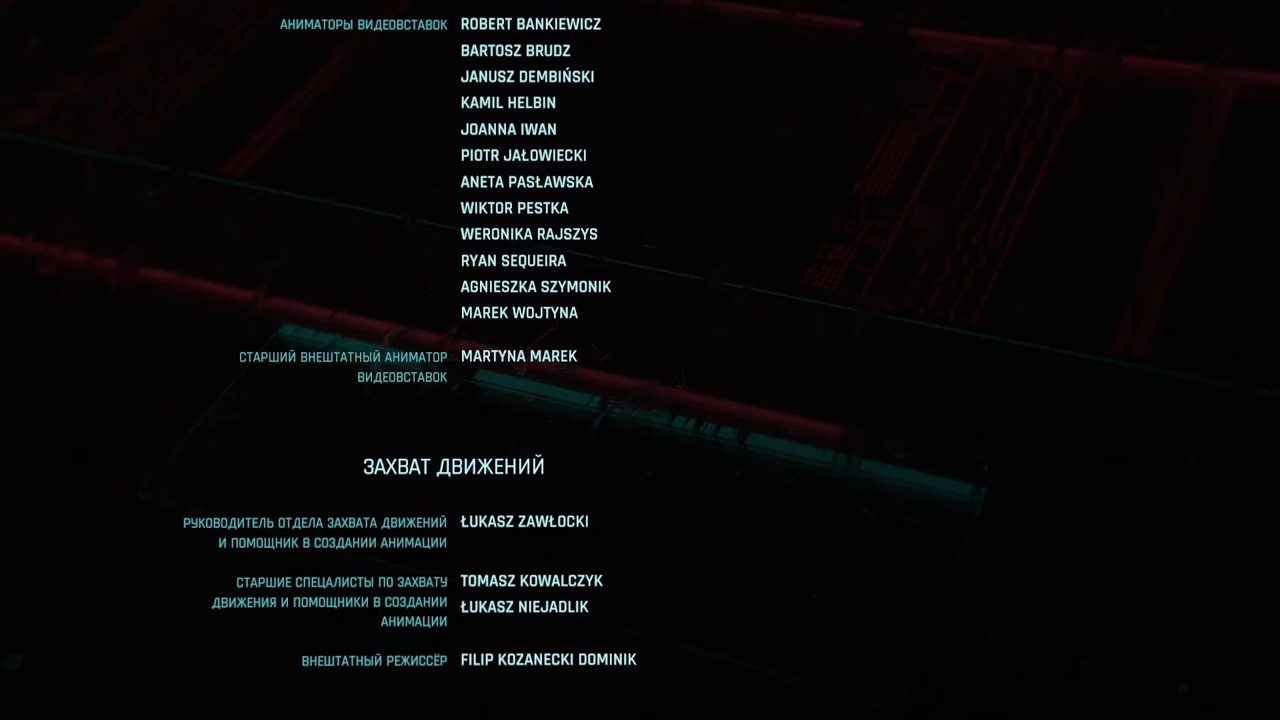 АНИМАТОРЫ ВИДЕОВСТАВОК ROBERT BANKIEWICZ
BARTOSZ BRUDZ
JANUSZ DEMBIŃSKI
KAMIL HELBIN
JOANNA IWAN
PIOTR JAŁOWIECKI
ANETA PASŁAWSKA
WIKTOR PESTKA
WERONIKA RAJSZYS
RYAN SEQUEIRA
AGNIESZKA SZYMONIK
MAREK WOJTYNA
СТАРШИЙ ВНЕШТАТНЫЙ АНИМАТОР MARTYNA MAREK
ВИДЕОВСТАВОК
ЗАХВАТ ДВИЖЕНИЙ
РУКОВОДИТЕЛЬ ОТДЕЛА ЗАХВАТА ДВИЖЕНИЙ ŁUKASZ ZAWŁOCKI
И ПОМОЩНИК В СОЗДАНИИ АНИМАЦИИ
СТАРШИЕ СПЕЦАЛИСТЫ ПО ЗАХВАТУ TOMASZ KOWALCZYK
ДВИЖЕНИЯ И ПОМОЩНИКИ В СОЗДАНИИ ŁUKASZ NIEJADLIK
АНИМАЦИИ
ВНЕШТАТНЫЙ РЕЖИССЁР FILIP KOZANECKI DOMINIK